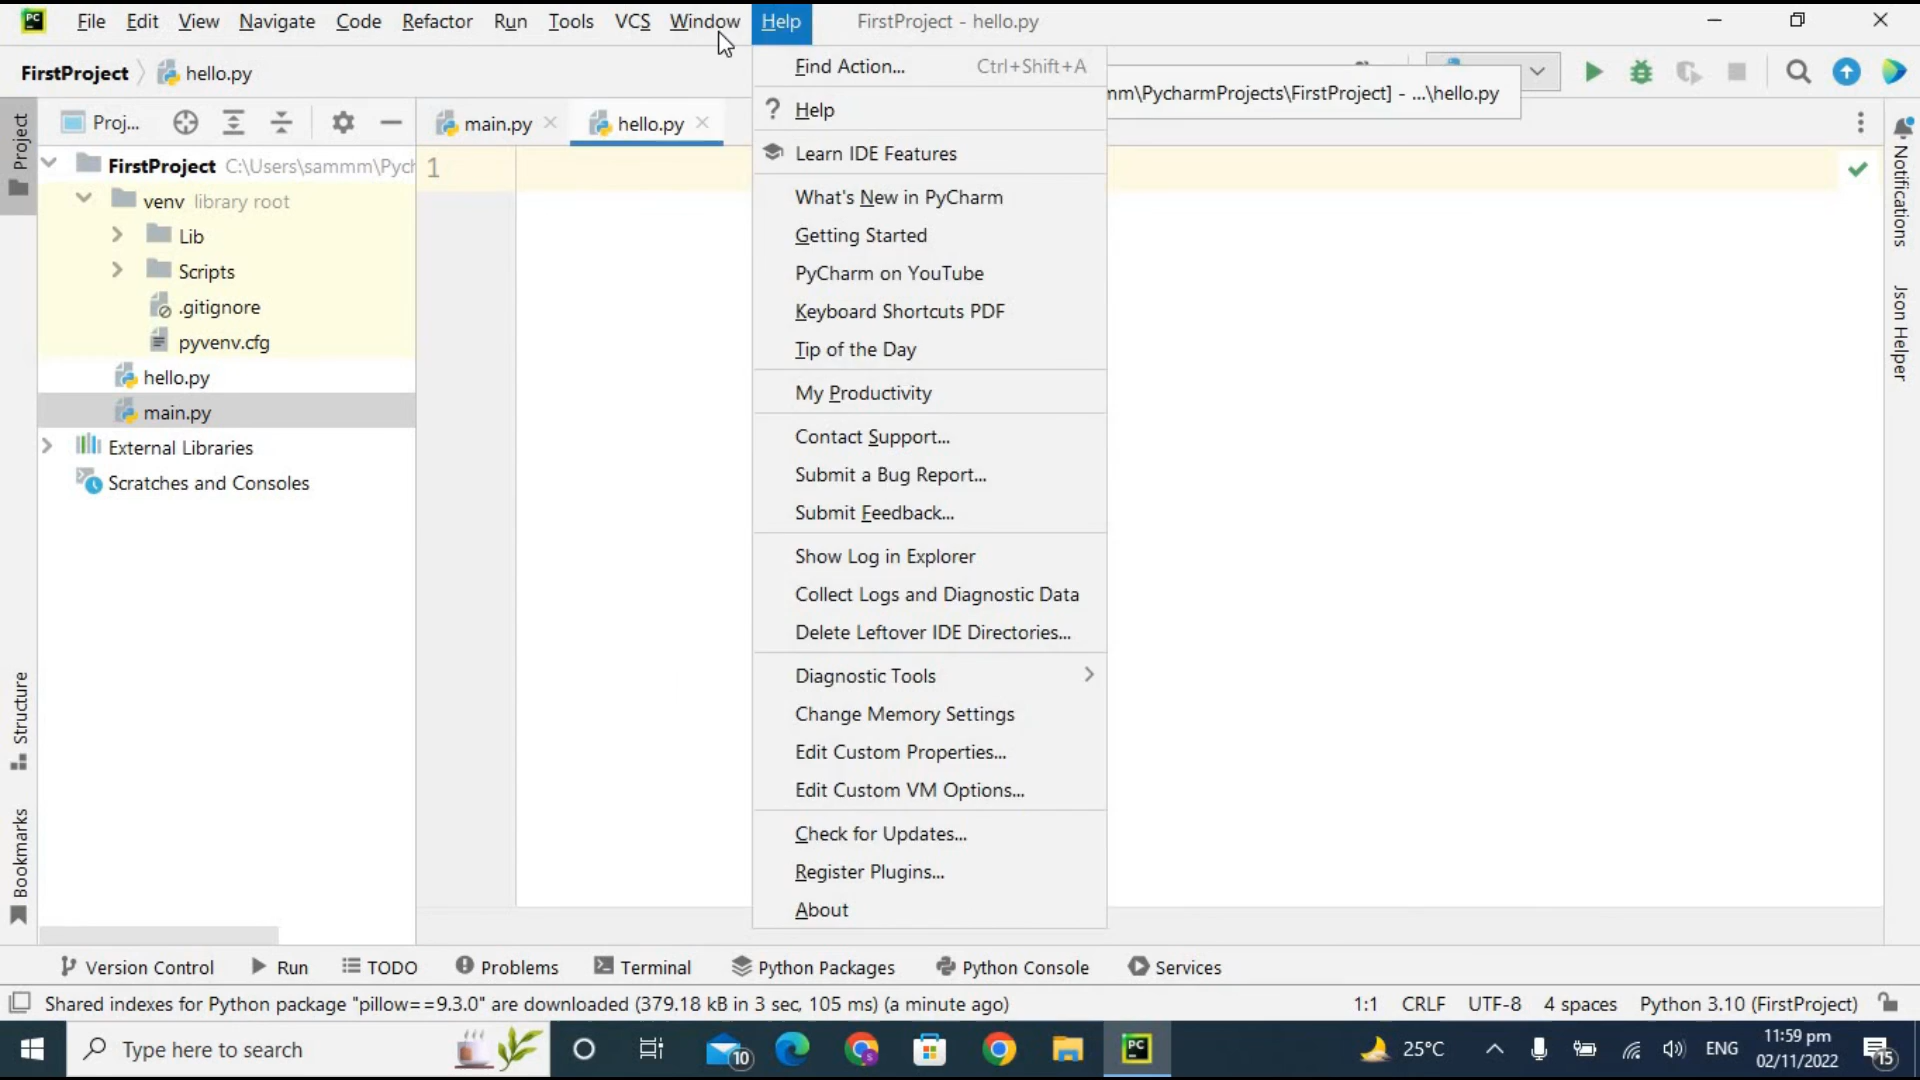 PC File Edit View Navigate Code Refactor Run Tools VCS Window Help FirstProject - hello.py
FirstProject hello.py
mm\PycharmProjects\FirstProject] - ...\hello.py
Project
Proj...
main.py
hello.py
1
FirstProject C:\Users\sammm\Pych
venv library root
Lib
Scripts
.gitignore
pyvenv.cfg
hello.py
main.py
External Libraries
Scratches and Consoles
Find Action... Ctrl+Shift+A
? Help
Learn IDE Features
What's New in PyCharm
Getting Started
PyCharm on YouTube
Keyboard Shortcuts PDF
Tip of the Day
My Productivity
Contact Support...
Submit a Bug Report...
Submit Feedback...
Show Log in Explorer
Collect Logs and Diagnostic Data
Delete Leftover IDE Directories...
Diagnostic Tools
Change Memory Settings
Edit Custom Properties...
Edit Custom VM Options...
Check for Updates...
Register Plugins...
About
Notifications
Json Helper
Structure
Bookmarks
Version Control Run TODO Problems Terminal Python Packages Python Console Services
Shared indexes for Python package "pillow==9.3.0" are downloaded (379.18 kB in 3 sec, 105 ms) (a minute ago) 1:1 CRLF UTF-8 4 spaces Python 3.10 (FirstProject)
Type here to search 10 PC 25°C ENG 11:59 pm
02/11/2022 15